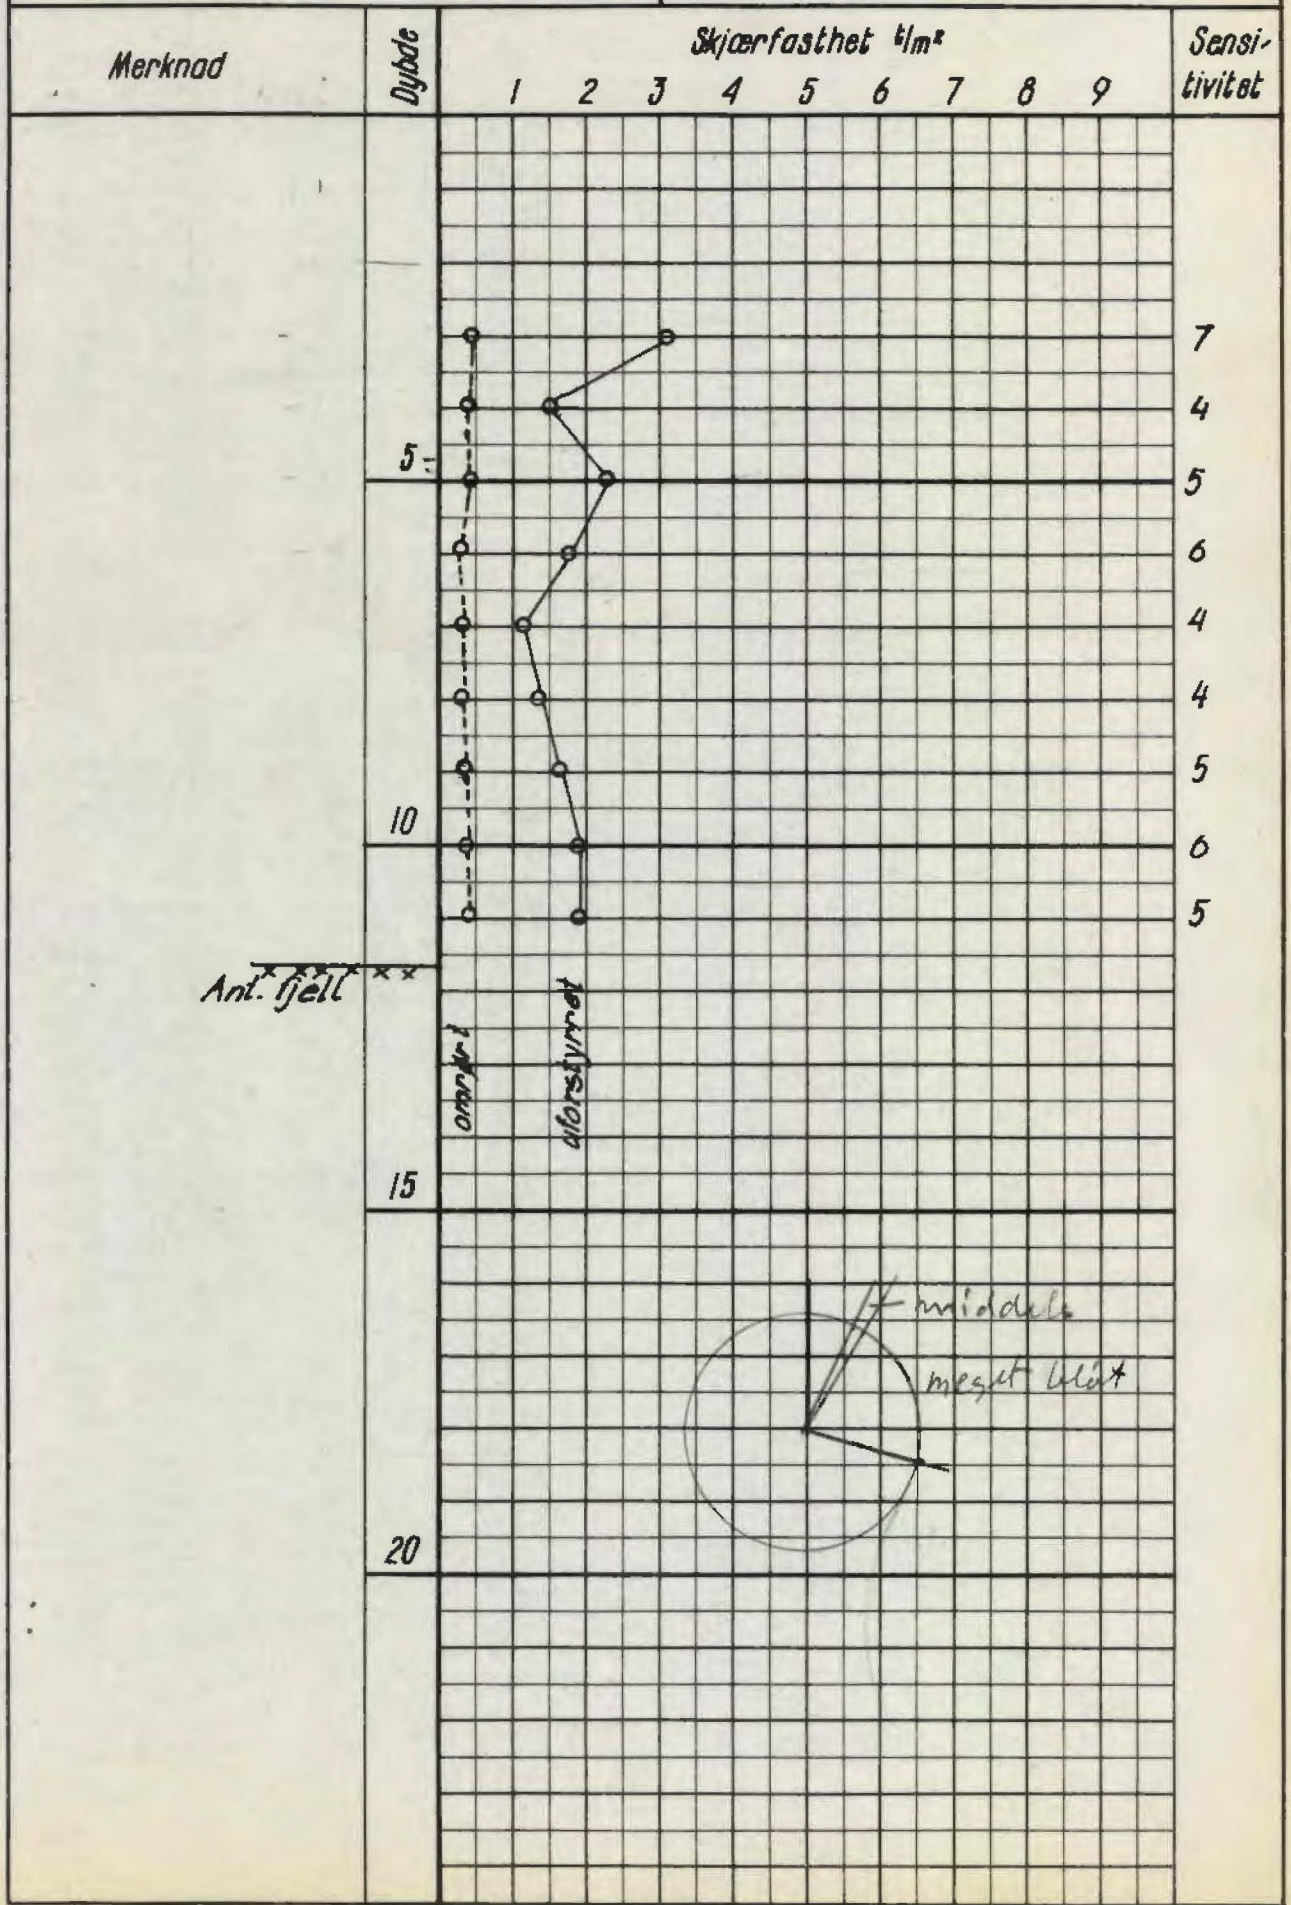 Merknad
Dybde
Skjærfasthet t/m²
Sensi-
tivitet
1 2 3 4 5 6 7 8 9
7
4
5
5
6
4
4
5
10
6
5
Ant. fjell
omrørt
uforstyrret
15
middels
meget bløt
20